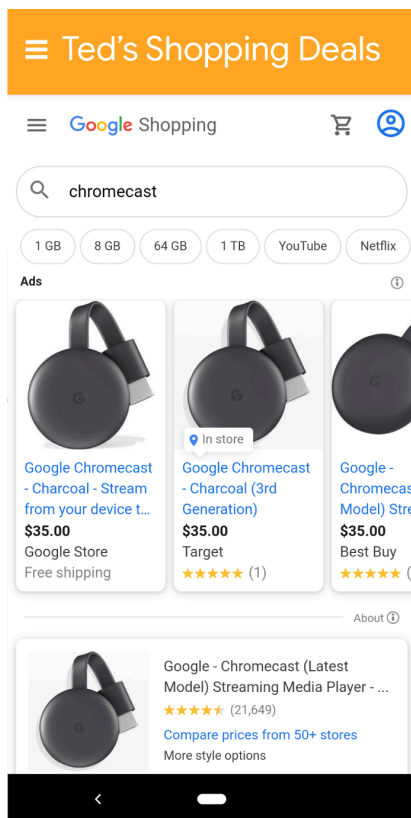 Ted's Shopping Deals
Google Shopping
chromecast
1 GB
8 GB
64 GB
1 TB
YouTube
Netflix
Ads
In store
Google Chromecast
- Charcoal - Stream
from your device t...
$35.00
Google Store
Free shipping
Google Chromecast
- Charcoal (3rd
Generation)
$35.00
Target
(1)
Google -
Chromecas
Model) Stre
$35.00
Best Buy
(
About
Google - Chromecast (Latest
Model) Streaming Media Player - ...
(21,649)
Compare prices from 50+ stores
More style options